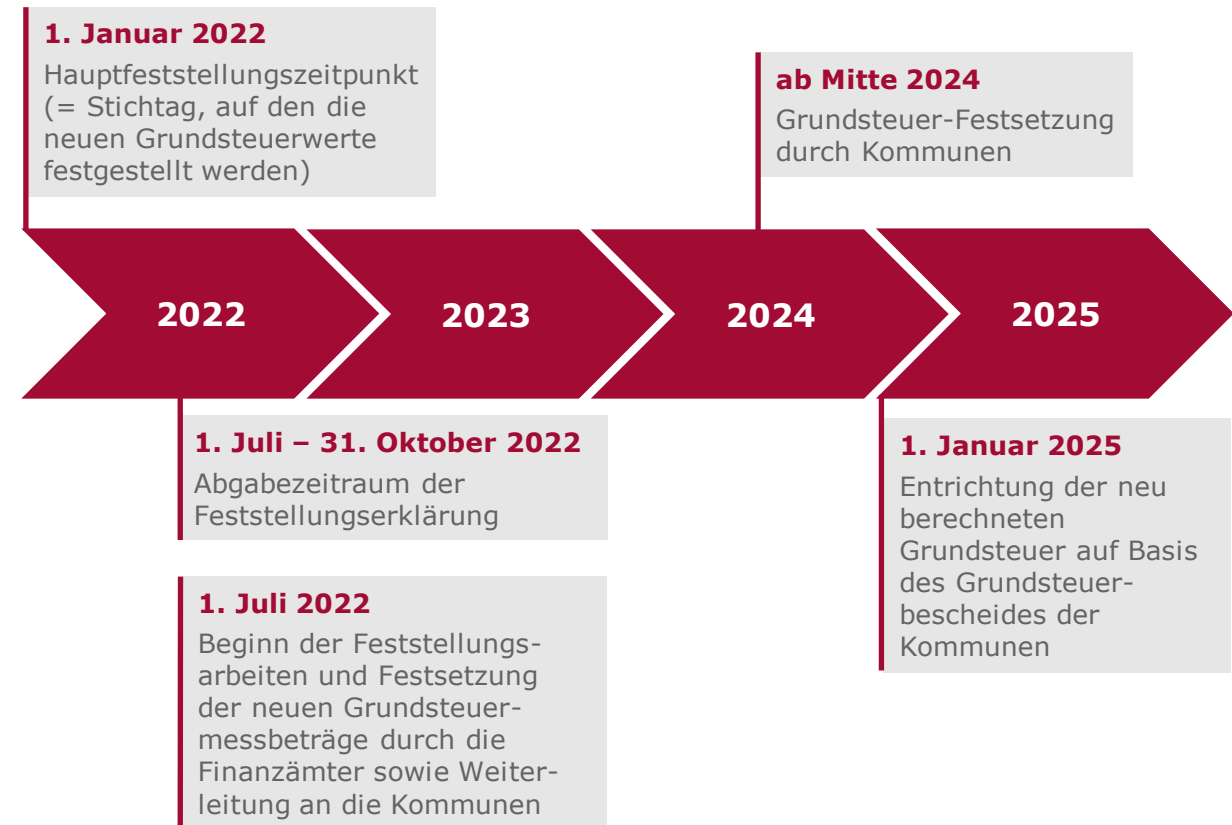 1. Januar 2022
Hauptfeststellungszeitpunkt
(= Stichtag, auf den die
neuen Grundsteuerwerte
festgestellt werden)
ab Mitte 2024
Grundsteuer-Festsetzung
durch Kommunen
2022
2023
2024
2025
1. Juli – 31. Oktober 2022
Abgabezeitraum der
Feststellungserklärung
1. Juli 2022
Beginn der Feststellungs-
arbeiten und Festsetzung
der neuen Grundsteuer-
messbeträge durch die
Finanzämter sowie Weiter-
leitung an die Kommunen
1. Januar 2025
Entrichtung der neu
berechneten
Grundsteuer auf Basis
des Grundsteuer-
bescheides der
Kommunen